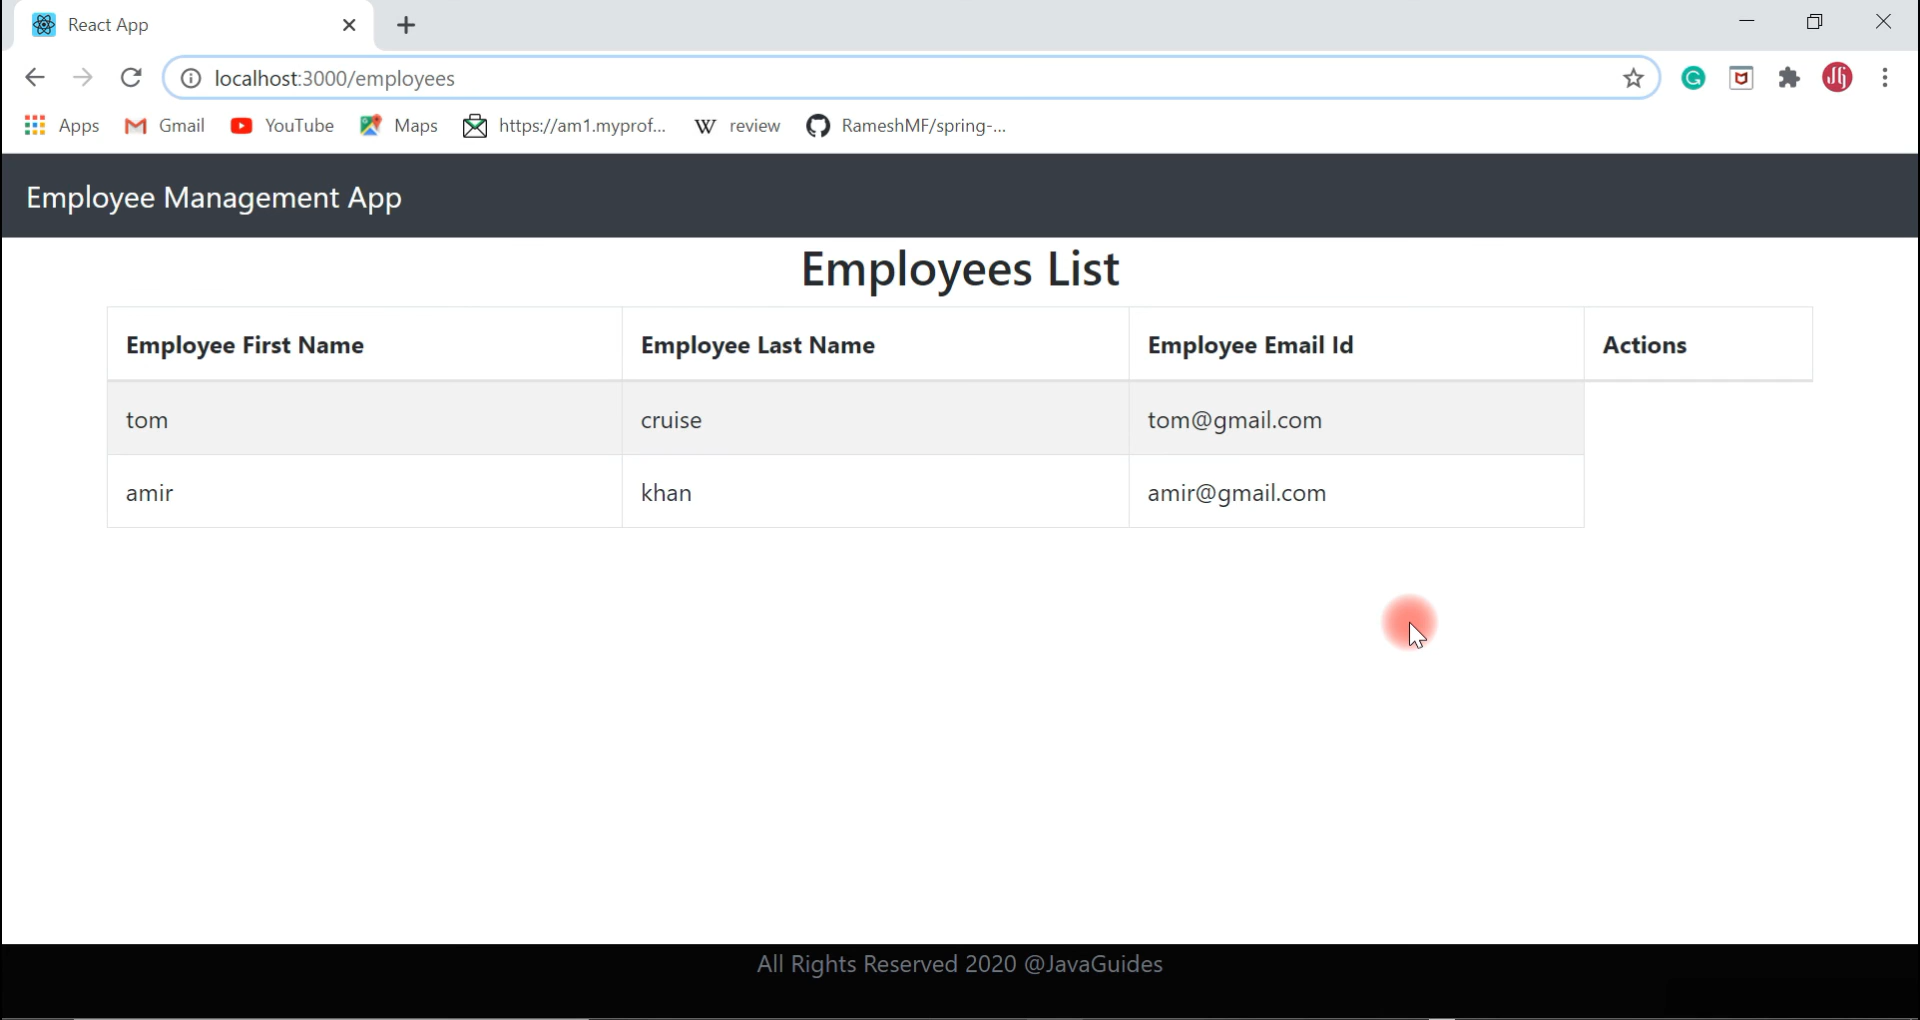 React App
localhost:3000/employees
Apps Gmail YouTube Maps https://am1.myprof... review RameshMF/spring-...
Employee Management App
Employees List
Employee First Name Employee Last Name Employee Email Id Actions
tom cruise tom@gmail.com
amir khan amir@gmail.com
All Rights Reserved 2020 @JavaGuides